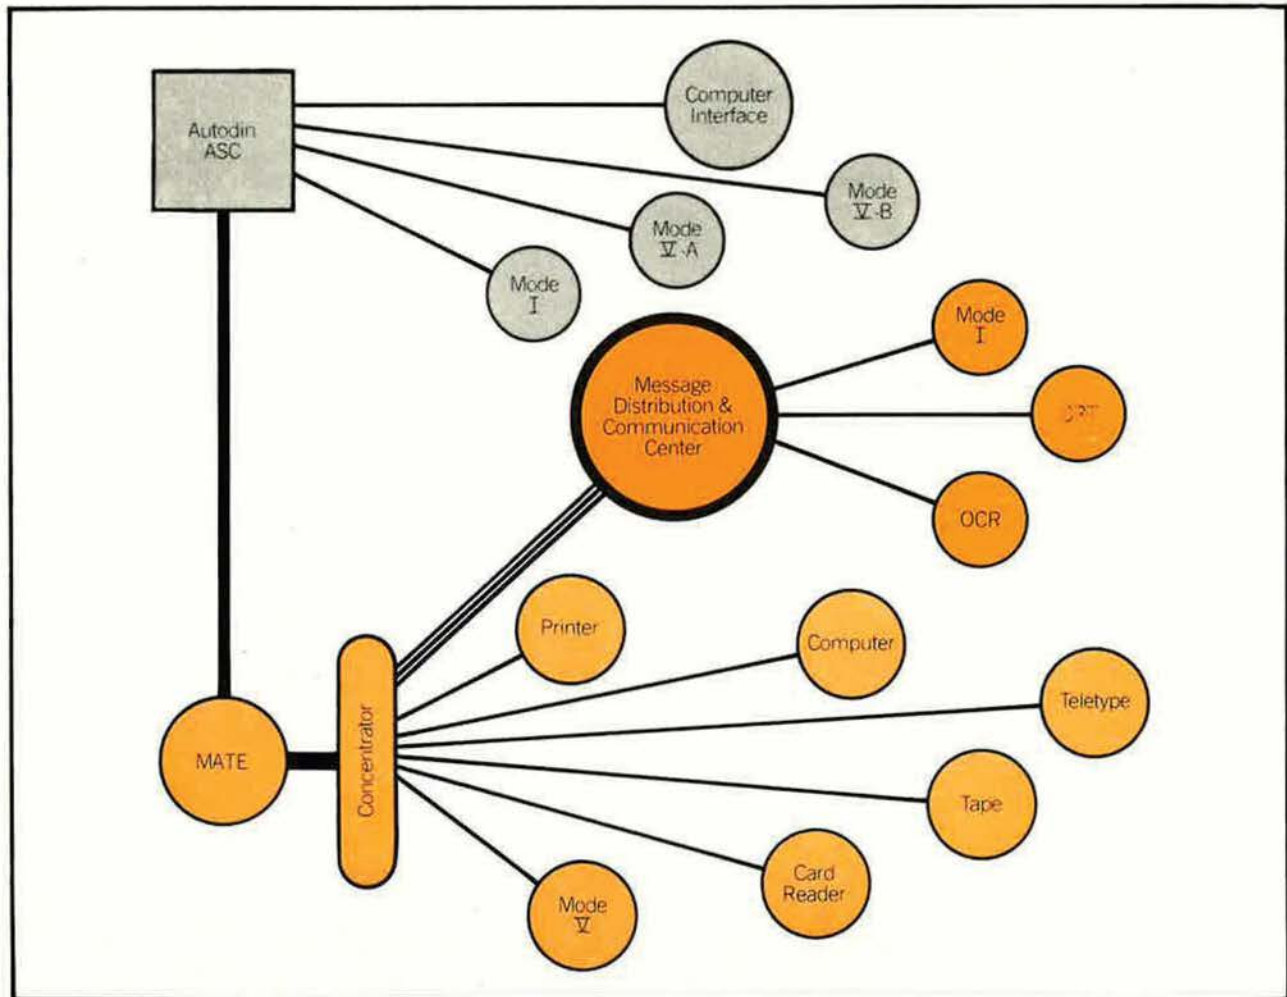 Autodin
ASC
Computer
Interface
Mode
V-B
Mode
V-A
Mode
I
Message
Distribution &
Communication
Center
Mode
I
OCR
Printer
Computer
Teletype
MATE
Concentrator
Tape
Card
Reader
Mode
V